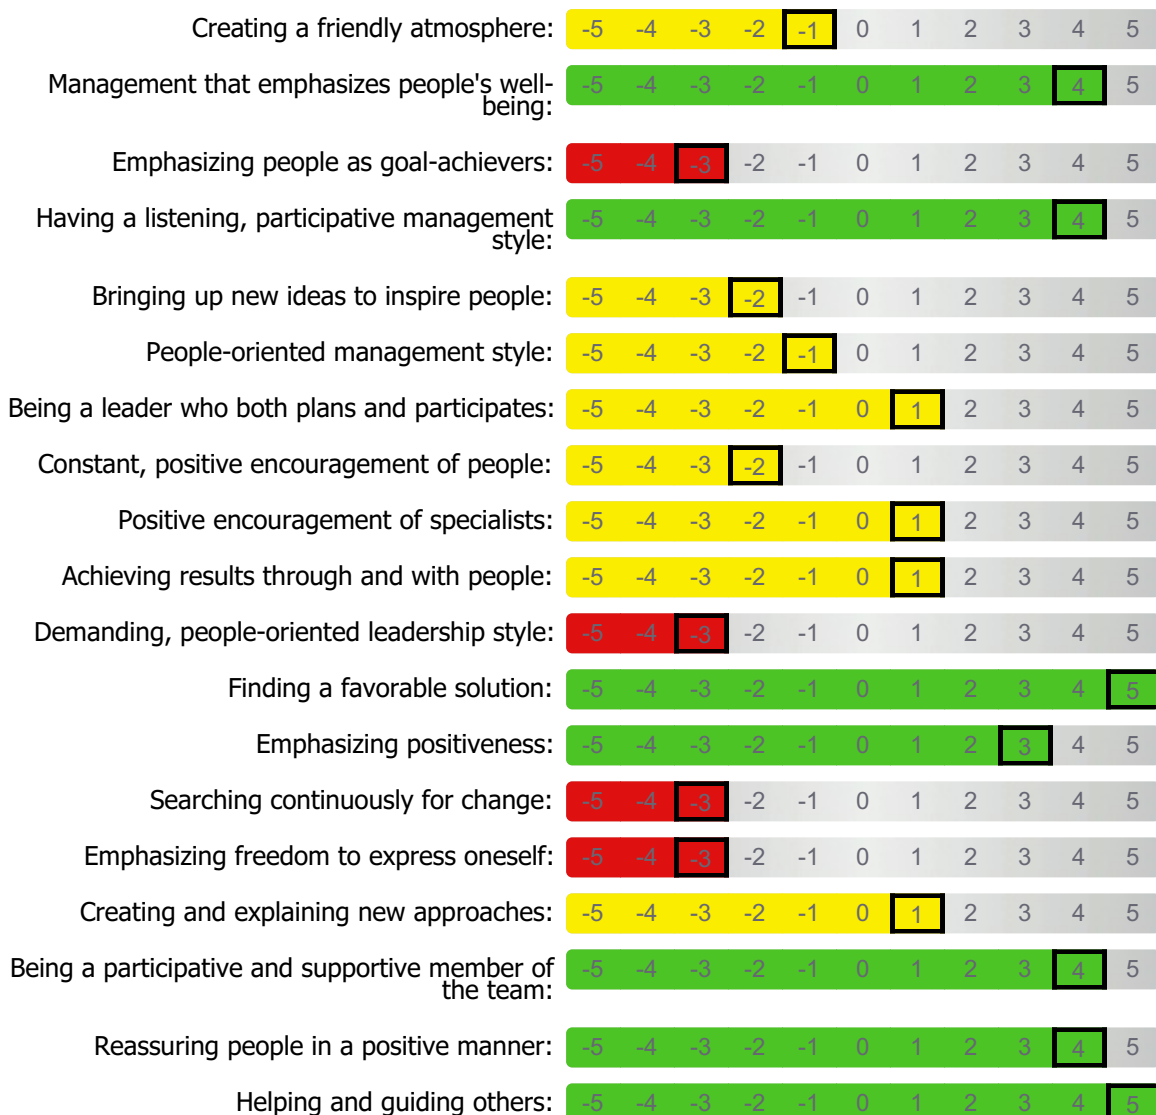 Creating a friendly atmosphere: -5 -4 -3 -2 -1 0 1 2 3 4 5
Management that emphasizes people's well-
being: -5 -4 -3 -2 -1 0 1 2 3 4 5
Emphasizing people as goal-achievers: -5 -4 -3 -2 -1 0 1 2 3 4 5
Having a listening, participative management
style: -5 -4 -3 -2 -1 0 1 2 3 4 5
Bringing up new ideas to inspire people: -5 -4 -3 -2 -1 0 1 2 3 4 5
People-oriented management style: -5 -4 -3 -2 -1 0 1 2 3 4 5
Being a leader who both plans and participates: -5 -4 -3 -2 -1 0 1 2 3 4 5
Constant, positive encouragement of people: -5 -4 -3 -2 -1 0 1 2 3 4 5
Positive encouragement of specialists: -5 -4 -3 -2 -1 0 1 2 3 4 5
Achieving results through and with people: -5 -4 -3 -2 -1 0 1 2 3 4 5
Demanding, people-oriented leadership style: -5 -4 -3 -2 -1 0 1 2 3 4 5
Finding a favorable solution: -5 -4 -3 -2 -1 0 1 2 3 4 5
Emphasizing positiveness: -5 -4 -3 -2 -1 0 1 2 3 4 5
Searching continuously for change: -5 -4 -3 -2 -1 0 1 2 3 4 5
Emphasizing freedom to express oneself: -5 -4 -3 -2 -1 0 1 2 3 4 5
Creating and explaining new approaches: -5 -4 -3 -2 -1 0 1 2 3 4 5
Being a participative and supportive member of
the team: -5 -4 -3 -2 -1 0 1 2 3 4 5
Reassuring people in a positive manner: -5 -4 -3 -2 -1 0 1 2 3 4 5
Helping and guiding others: -5 -4 -3 -2 -1 0 1 2 3 4 5